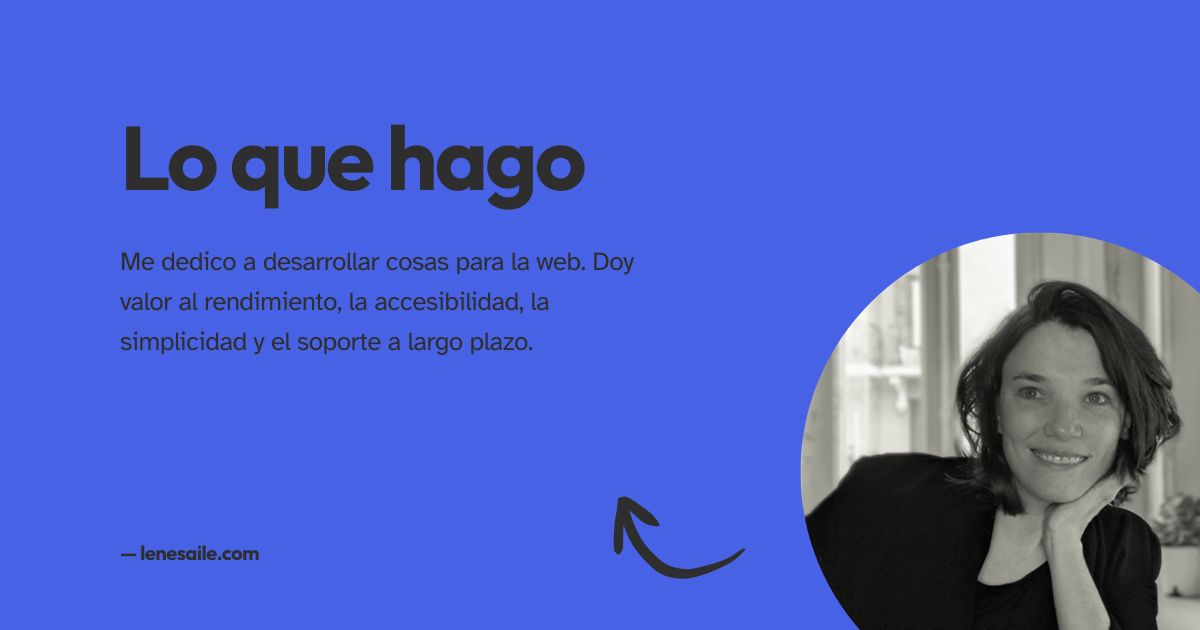 Lo que hago
Me dedico a desarrollar cosas para la web. Doy
valor al rendimiento, la accesibilidad, la
simplicidad y el soporte a largo plazo.
— lenesaile.com